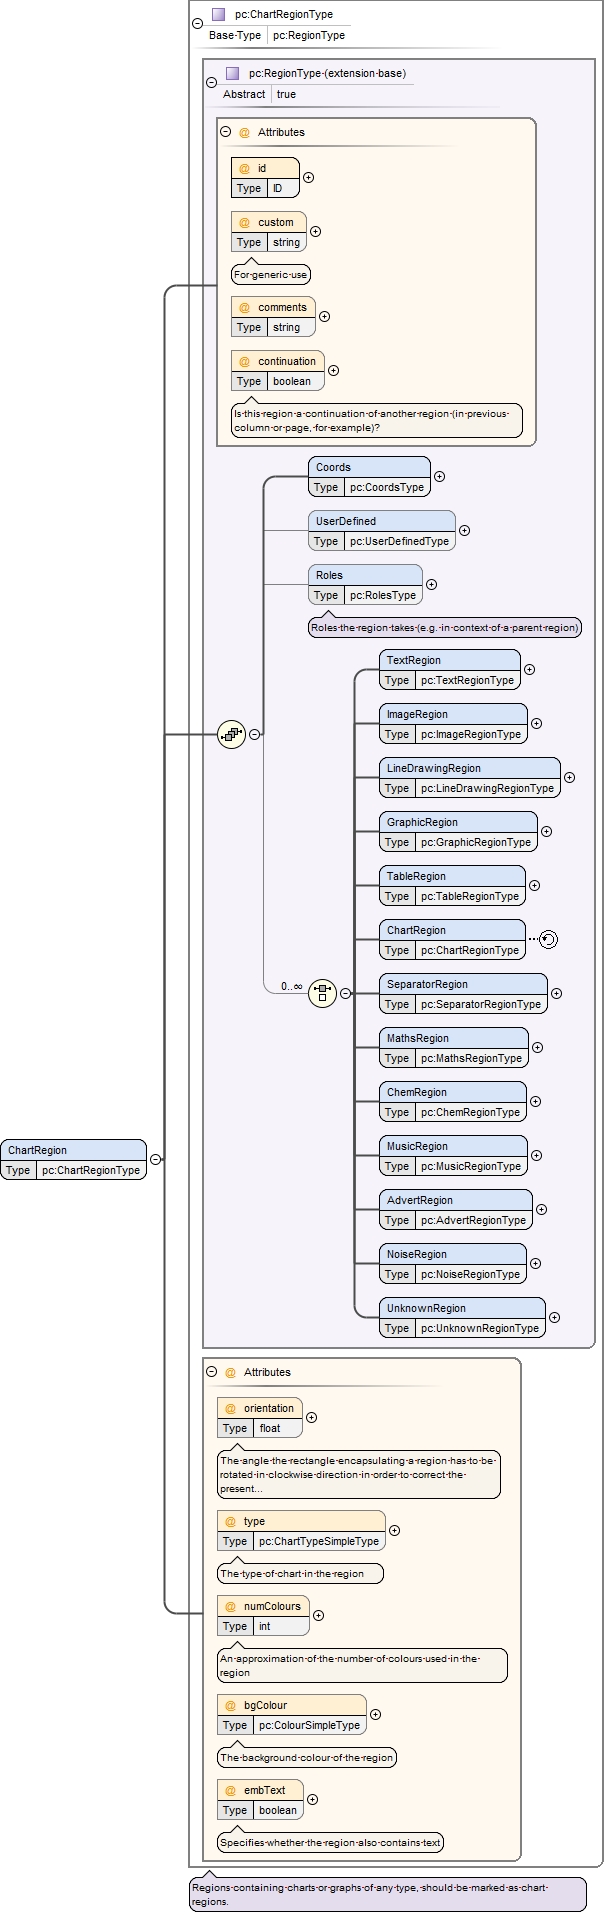 pc:ChartRegionType
Base·Type pc:RegionType
pc:RegionType·(extension·base)
Abstract true
@ Attributes
@ id
Type ID
@ custom
Type string
For·generic·use
@ comments
Type string
@ continuation
Type boolean
Is·this·region·a·continuation·of·another·region·(in·previous·
column·or·page,·for·example)?
Coords
Type pc:CoordsType
UserDefined
Type pc:UserDefinedType
Roles
Type pc:RolesType
Roles·the·region·takes·(e.g.·in·context·of·a·parent·region)
TextRegion
Type pc:TextRegionType
ImageRegion
Type pc:ImageRegionType
LineDrawingRegion
Type pc:LineDrawingRegionType
GraphicRegion
Type pc:GraphicRegionType
TableRegion
Type pc:TableRegionType
ChartRegion
Type pc:ChartRegionType
0..∞
SeparatorRegion
Type pc:SeparatorRegionType
MathsRegion
Type pc:MathsRegionType
ChemRegion
Type pc:ChemRegionType
MusicRegion
Type pc:MusicRegionType
ChartRegion
Type pc:ChartRegionType
AdvertRegion
Type pc:AdvertRegionType
NoiseRegion
Type pc:NoiseRegionType
UnknownRegion
Type pc:UnknownRegionType
@ Attributes
@ orientation
Type float
The·angle·the·rectangle·encapsulating·a·region·has·to·be·
rotated·in·clockwise·direction·in·order·to·correct·the·
present...
@ type
Type pc:ChartTypeSimpleType
The·type·of·chart·in·the·region
@ numColours
Type int
An·approximation·of·the·number·of·colours·used·in·the·
region
@ bgColour
Type pc:ColourSimpleType
The·background·colour·of·the·region
@ embText
Type boolean
Specifies·whether·the·region·also·contains·text
Regions·containing·charts·or·graphs·of·any·type,·should·be·marked·as·chart·
regions.